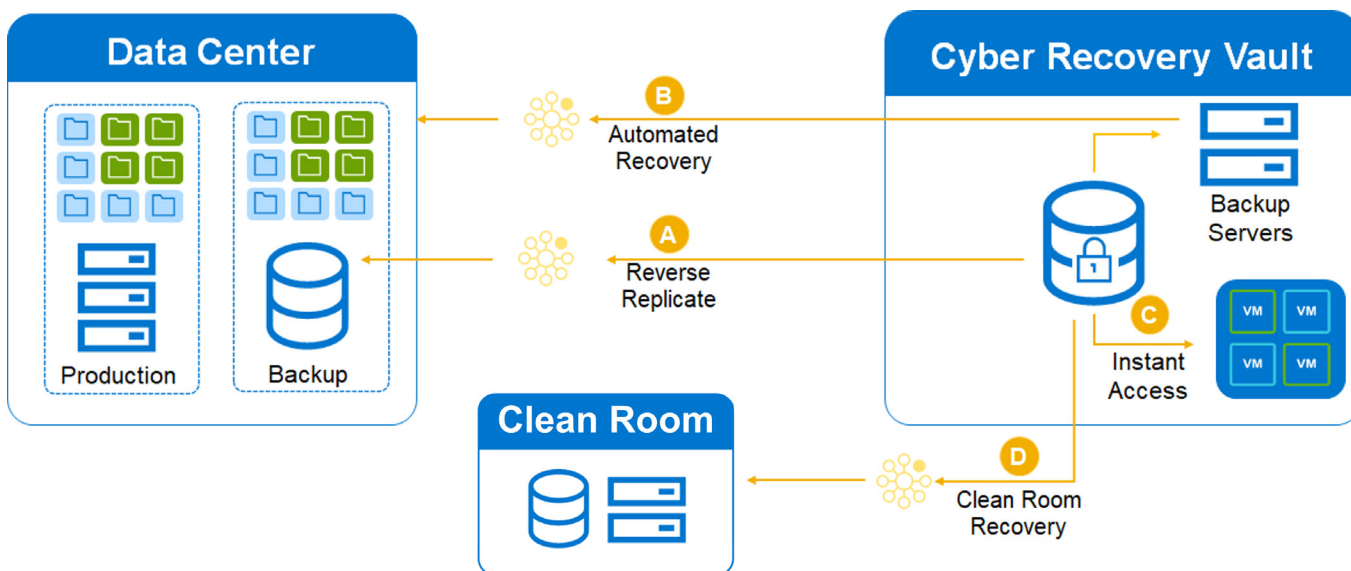 Data Center
Cyber Recovery Vault
B
Automated
Recovery
Backup
Servers
A
Reverse
Replicate
1
C
Instant
Access
VM VM
VM VM
Production
Backup
Clean Room
D
Clean Room
Recovery